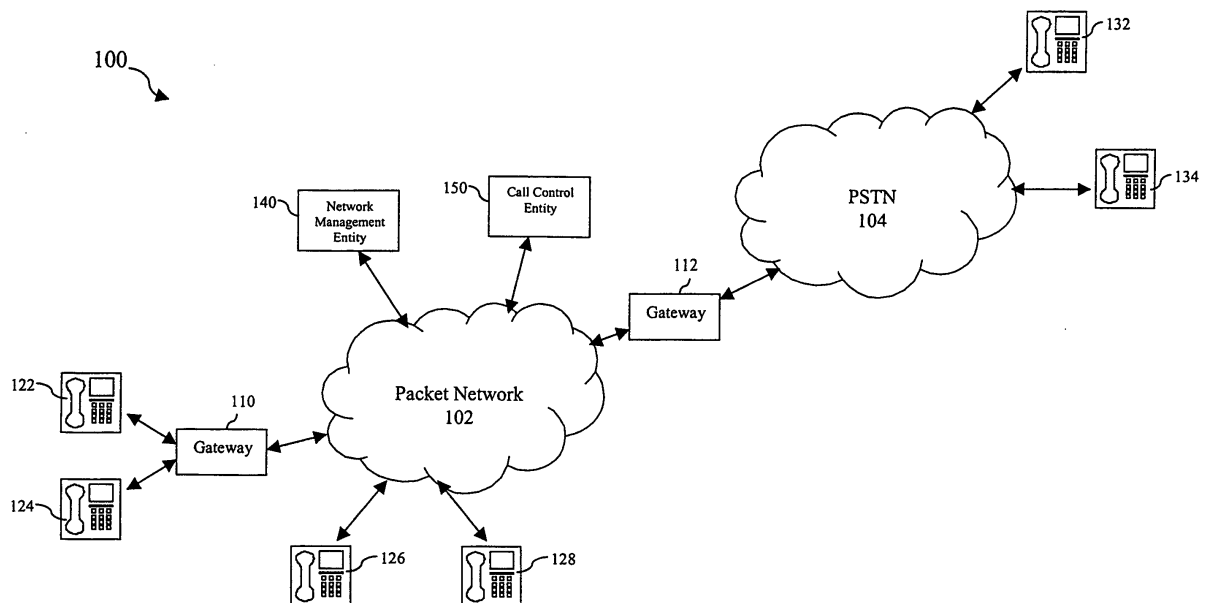 100
132
134
PSTN
104
140
Network
Management
Entity
150
Call Control
Entity
112
Gateway
Packet Network
102
122
124
110
Gateway
126
128